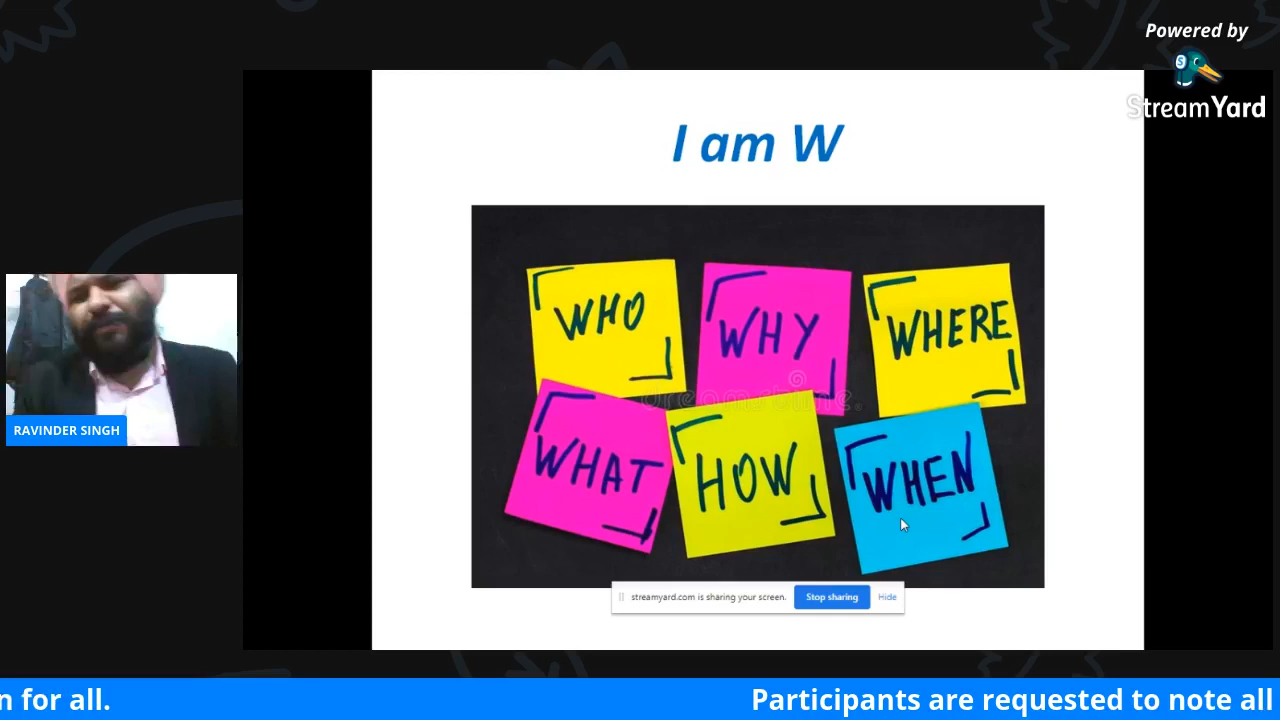 Powered by
StreamYard
I am W
WHO
WHY
WHERE
WHAT
HOW
WHEN
dreamstime.
streamyard.com is sharing your screen.
Stop sharing
Hide
RAVINDER SINGH
n for all.
Participants are requested to note all